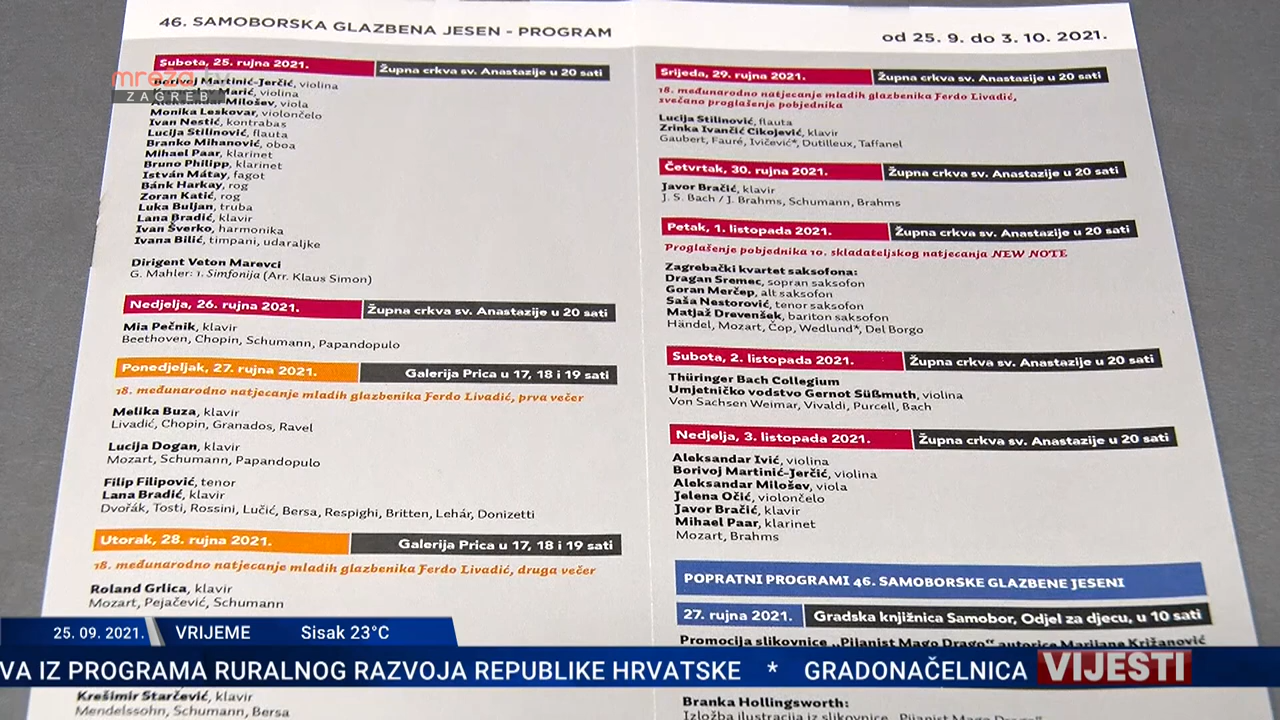 46. SAMOBORSKA GLAZBENA JESEN - PROGRAM
od 25. 9. do 3. 10. 2021.
mreža tv
ZAGREB
Subota, 25. rujna 2021.
Župna crkva sv. Anastazije u 20 sati
Borivoj Martinić-Jerčić, violina
Marić, violina
Milošev, viola
Monika Leskovar, violončelo
Ivan Nestić, kontrabas
Lucija Stilinović, flauta
Branko Mihanović, oboa
Mihael Paar, klarinet
Bruno Philipp, klarinet
István Mátay, fagot
Bánk Harkay, rog
Zoran Katić, rog
Luka Buljan, truba
Lana Bradić, klavir
Ivan Šverko, harmonika
Ivana Bilić, timpani, udaraljke
Dirigent Veton Marevci
G. Mahler: 1. Simfonija (Arr. Klaus Simon)
Nedjelja, 26. rujna 2021.
Župna crkva sv. Anastazije u 20 sati
Mia Pečnik, klavir
Beethoven, Chopin, Schumann, Papandopulo
Ponedjeljak, 27. rujna 2021.
Galerija Prica u 17, 18 i 19 sati
18. međunarodno natjecanje mladih glazbenika Ferdo Livadić, prva večer
Melika Buza, klavir
Livadić, Chopin, Granados, Ravel
Lucija Dogan, klavir
Mozart, Schumann, Papandopulo
Filip Filipović, tenor
Lana Bradić, klavir
Dvořák, Tosti, Rossini, Lučić, Bersa, Respighi, Britten, Lehár, Donizetti
Utorak, 28. rujna 2021.
Galerija Prica u 17, 18 i 19 sati
18. međunarodno natjecanje mladih glazbenika Ferdo Livadić, druga večer
Roland Grlica, klavir
Mozart, Pejačević, Schumann
Krešimir Starčević, klavir
Mendelssohn, Schumann, Bersa
Srijeda, 29. rujna 2021.
Župna crkva sv. Anastazije u 20 sati
18. međunarodno natjecanje mladih glazbenika Ferdo Livadić,
svečano proglašenje pobjednika
Lucija Stilinović, flauta
Zrinka Ivančić Cikojević, klavir
Gaubert, Fauré, Ivičević*, Dutilleux, Taffanel
Četvrtak, 30. rujna 2021.
Župna crkva sv. Anastazije u 20 sati
Javor Bračić, klavir
J. S. Bach / J. Brahms, Schumann, Brahms
Petak, 1. listopada 2021.
Župna crkva sv. Anastazije u 20 sati
Proglašenje pobjednika 10. skladateljskog natjecanja NEW NOTE
Zagrebački kvartet saksofona:
Dragan Sremec, sopran saksofon
Goran Merčep, alt saksofon
Saša Nestorović, tenor saksofon
Matjaž Drevenšek, bariton saksofon
Händel, Mozart, Čop, Wedlund*, Del Borgo
Subota, 2. listopada 2021.
Župna crkva sv. Anastazije u 20 sati
Thüringer Bach Collegium
Umjetničko vodstvo Gernot Süßmuth, violina
Von Sachsen Weimar, Vivaldi, Purcell, Bach
Nedjelja, 3. listopada 2021.
Župna crkva sv. Anastazije u 20 sati
Aleksandar Ivić, violina
Borivoj Martinić-Jerčić, violina
Aleksandar Milošev, viola
Jelena Očić, violončelo
Javor Bračić, klavir
Mihael Paar, klarinet
Mozart, Brahms
POPRATNI PROGRAMI 46. SAMOBORSKE GLAZBENE JESENI
27. rujna 2021.
Gradska knjižnica Samobor, Odjel za djecu, u 10 sati
Promocija slikovnice „Pijanist Mago Drago“ autorice Marijane Križanović
Branka Hollingsworth:
Izložba ilustracija iz slikovnice „Pijanist Mago Drago“
25. 09. 2021. VRIJEME Sisak 23°C
VA IZ PROGRAMA RURALNOG RAZVOJA REPUBLIKE HRVATSKE * GRADONAČELNICA
VIJESTI